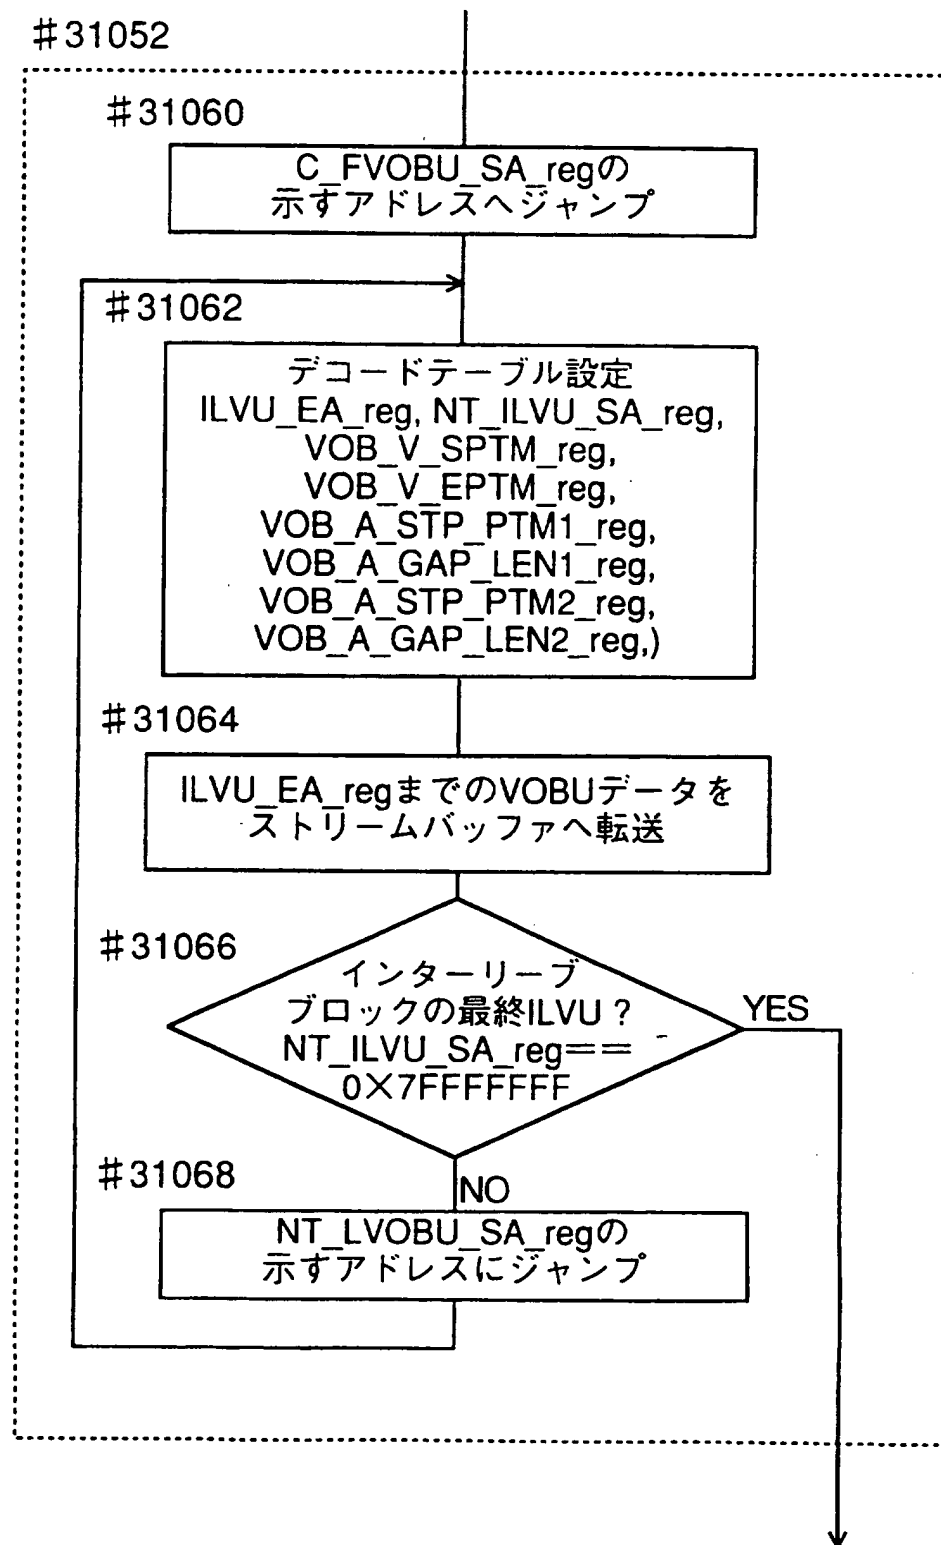 #31052
#31060
C_FVOBU_SA_regの
示すアドレスへジャンプ
#31062
デコードテーブル設定
ILVU_EA_reg, NT_ILVU_SA_reg,
VOB_V_SPTM_reg,
VOB_V_EPTM_reg,
VOB_A_STP_PTM1_reg,
VOB_A_GAP_LEN1_reg,
VOB_A_STP_PTM2_reg,
VOB_A_GAP_LEN2_reg,)
#31064
ILVU_EA_regまでのVOBUデータを
ストリームバッファへ転送
#31066
インターリーブ
ブロックの最終ILVU?
NT_ILVU_SA_reg==
0×7FFFFFFF
YES
#31068
NO
NT_LVOBU_SA_regの
示すアドレスにジャンプ